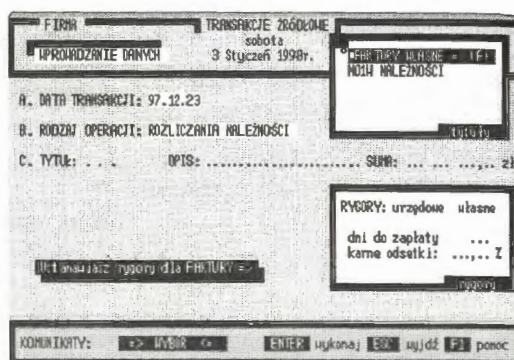 FIRMA TRANSAKCJE ŹRÓDŁOWE
sobota
WPROWADZANIE DANYCH 3 Styczeń 1998r.
FAKTURY WŁASNE
NOTY NALEŻNOŚCI
A. DATA TRANSAKCJI: 97.12.23
B. RODZAJ OPERACJI: ROZLICZANIA NALEŻNOŚCI
C. TYTUŁ: . . . OPIS: ........................... SUMA: ... ... ...,.. zł
RYGORY: urzędowe własne
dni do zapłaty ...
karne odsetki: ...,.. %
Ustanawiasz rygory dla FAKTURY =>
rygory
KOMUNIKATY: => WYBÓR <= ENTER wykonaj ESC wyjdź F1 pomoc